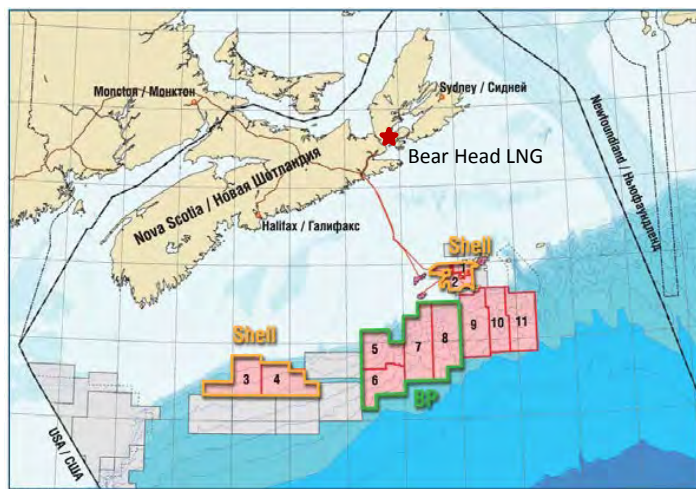 Moncton / Монктон
Sydney / Сидней
Bear Head LNG
Newfoundland / Ньюфаундленд
Nova Scotia / Новая Шотландия
Halifax / Галифакс
Shell
1
2
Shell
3
4
5
6
7
8
9
10
11
BP
USA / США